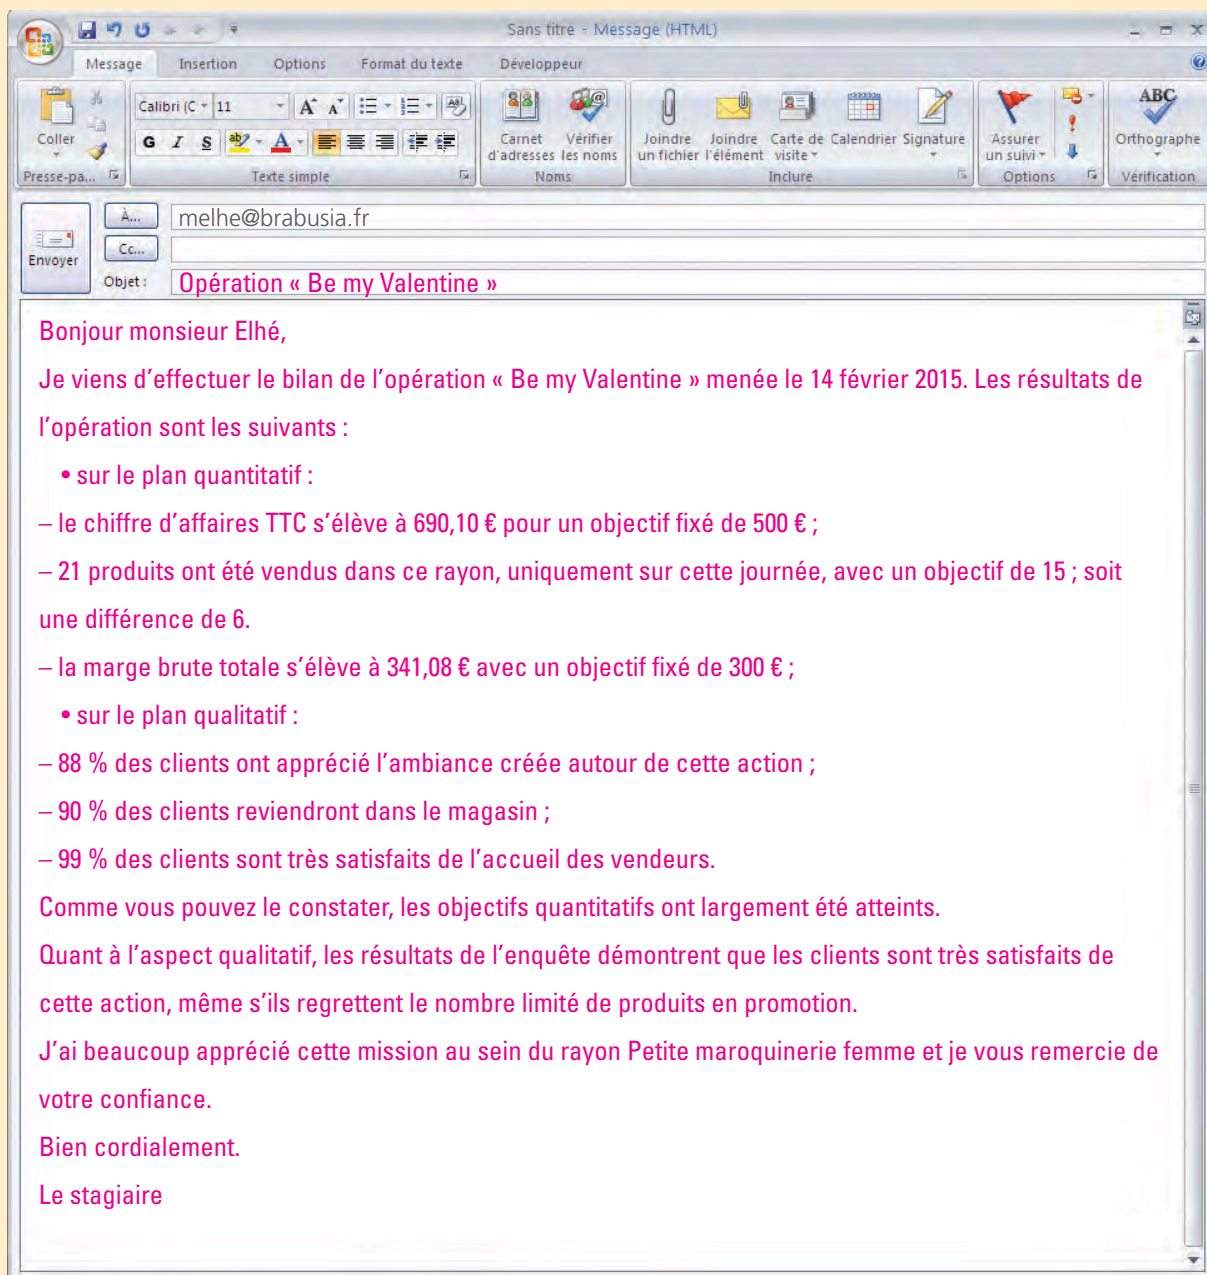 Sans titre - Message (HTML)
Message Insertion Options Format du texte Développeur
Coller
Presse-pa...
Calibri (C 11
G I S
Texte simple
Carnet d'adresses
Vérifier les noms
Noms
Joindre un fichier
Joindre l'élément
Carte de visite
Calendrier
Signature
Inclure
Assurer un suivi
Options
ABC
Orthographe
Vérification
Envoyer
À... melhe@brabusia.fr
Cc...
Objet : Opération « Be my Valentine »
Bonjour monsieur Elhé,
Je viens d'effectuer le bilan de l'opération « Be my Valentine » menée le 14 février 2015. Les résultats de
l'opération sont les suivants :
• sur le plan quantitatif :
– le chiffre d'affaires TTC s'élève à 690,10 € pour un objectif fixé de 500 € ;
– 21 produits ont été vendus dans ce rayon, uniquement sur cette journée, avec un objectif de 15 ; soit
une différence de 6.
– la marge brute totale s'élève à 341,08 € avec un objectif fixé de 300 € ;
• sur le plan qualitatif :
– 88 % des clients ont apprécié l'ambiance créée autour de cette action ;
– 90 % des clients reviendront dans le magasin ;
– 99 % des clients sont très satisfaits de l'accueil des vendeurs.
Comme vous pouvez le constater, les objectifs quantitatifs ont largement été atteints.
Quant à l'aspect qualitatif, les résultats de l'enquête démontrent que les clients sont très satisfaits de
cette action, même s'ils regrettent le nombre limité de produits en promotion.
J'ai beaucoup apprécié cette mission au sein du rayon Petite maroquinerie femme et je vous remercie de
votre confiance.
Bien cordialement.
Le stagiaire